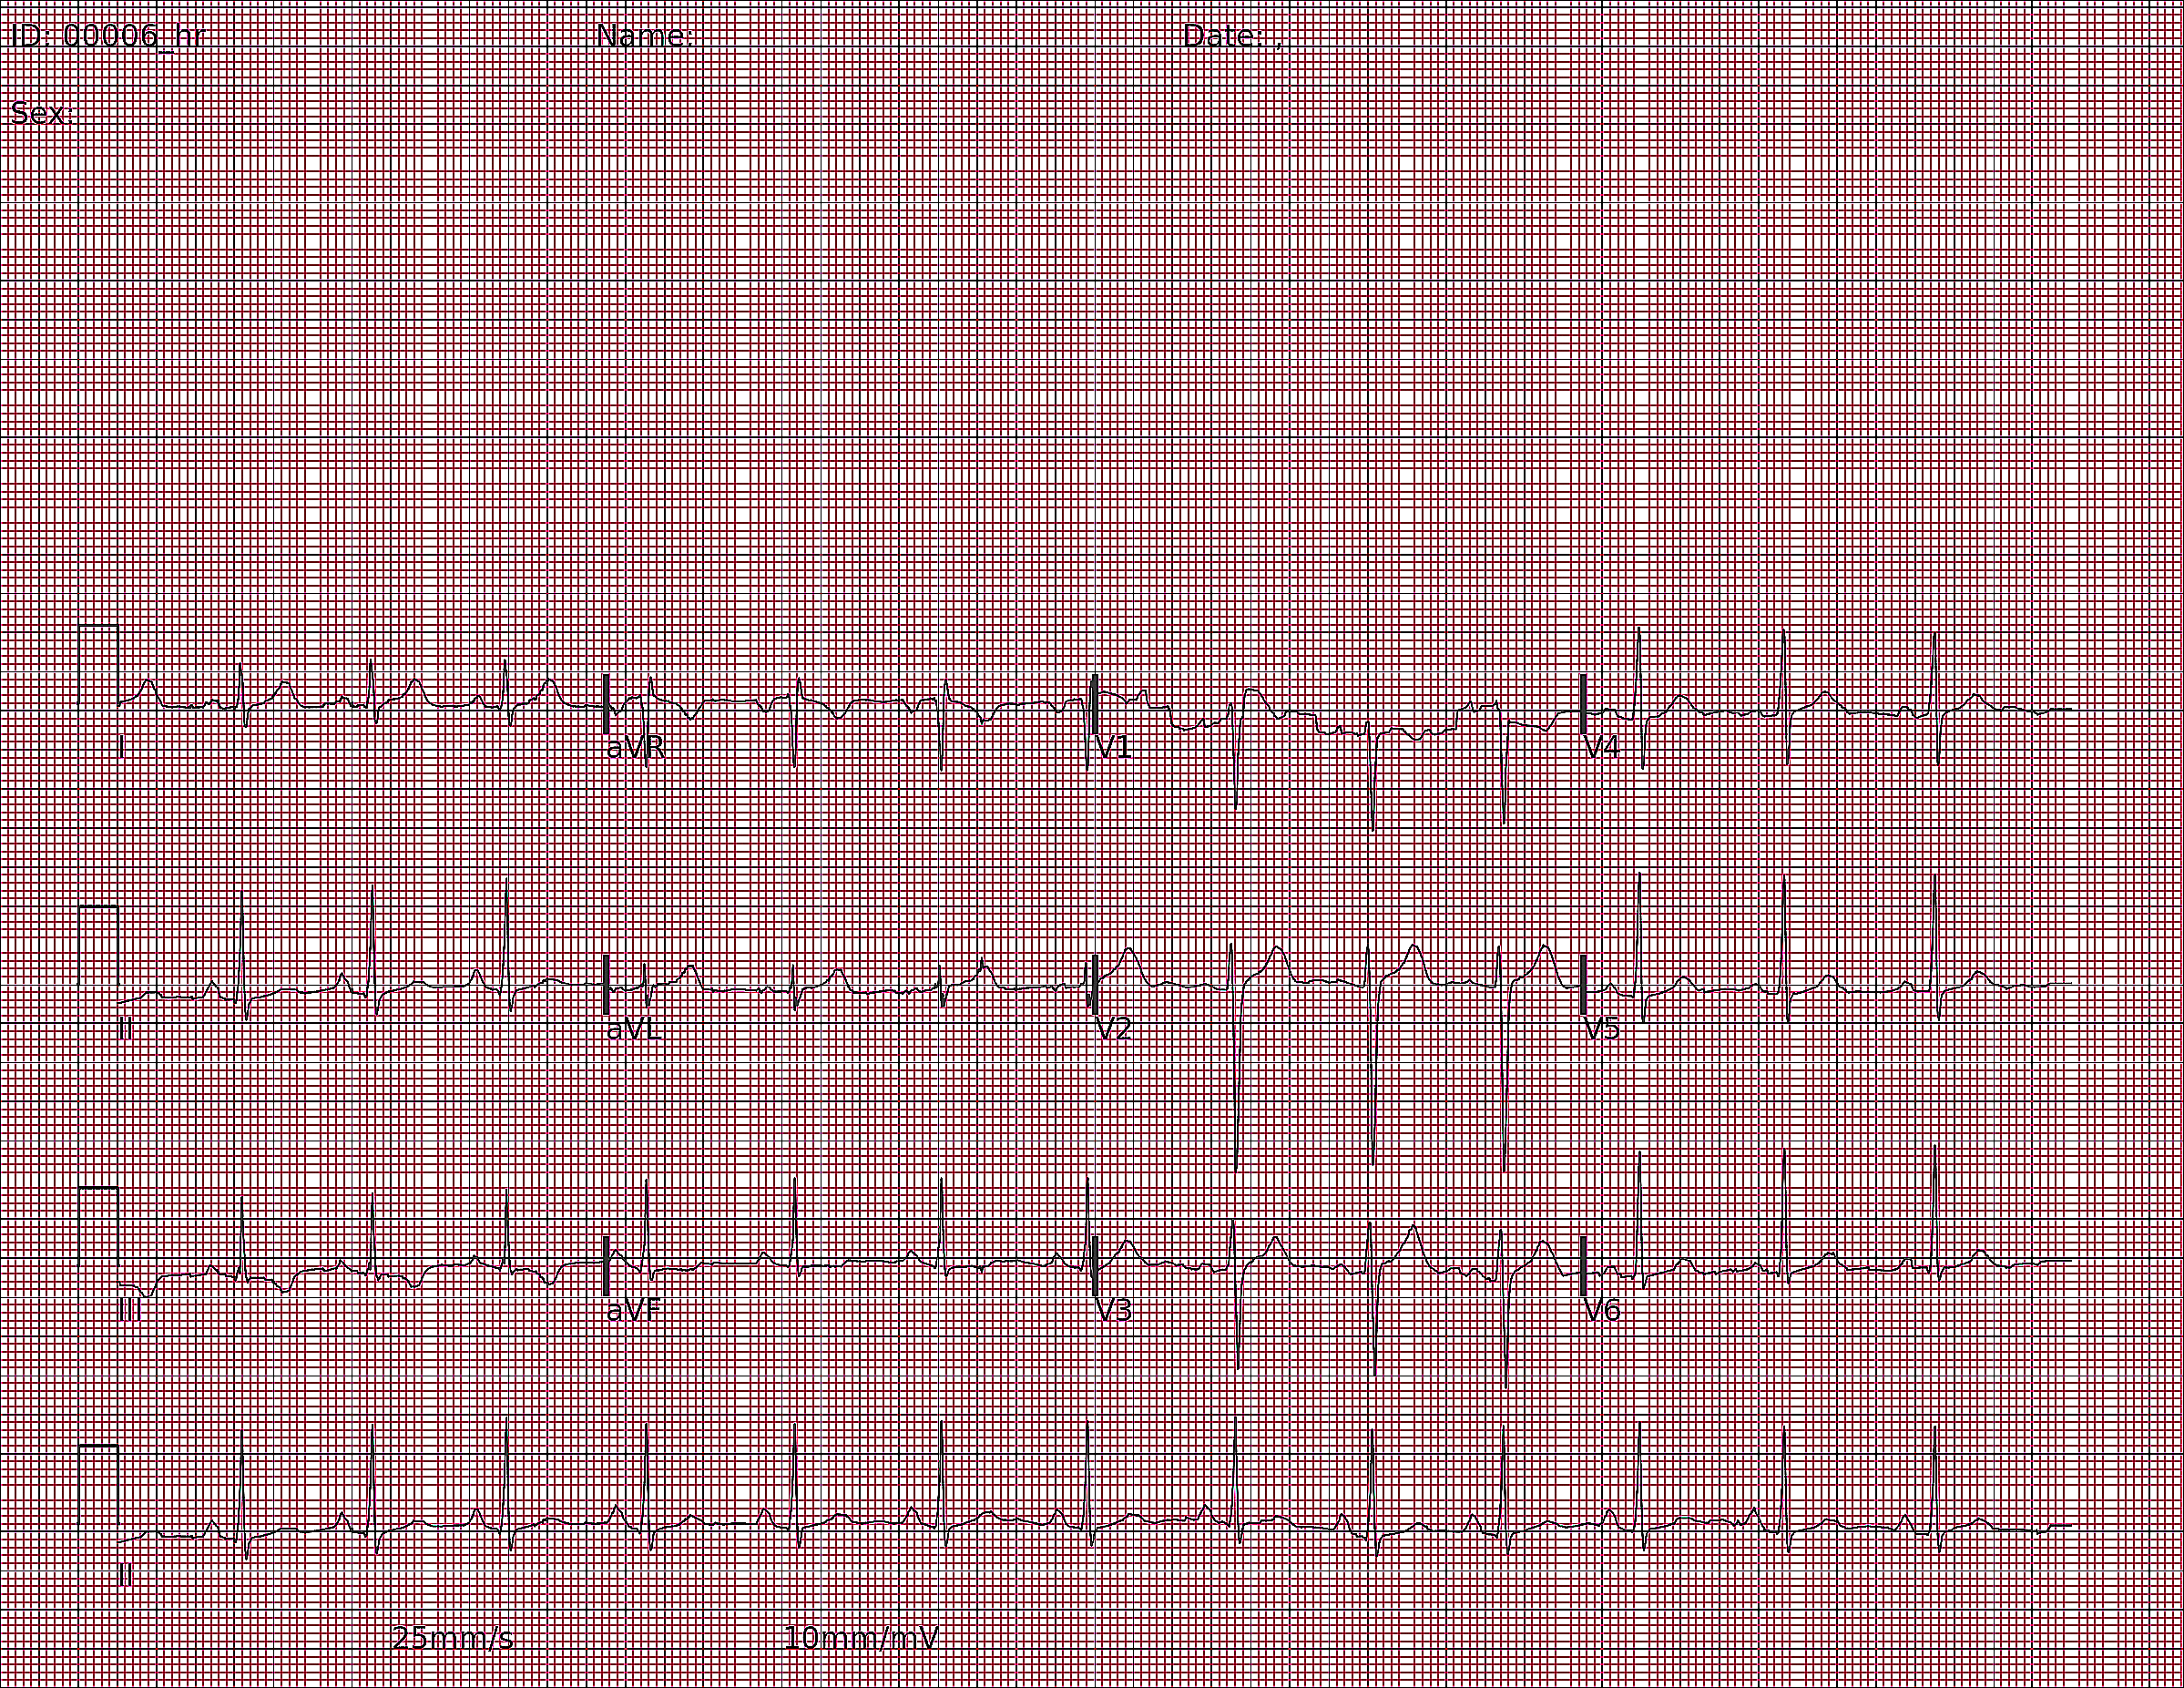 ID: 00006_hr Name: Date: ,
Sex:
I aVR V1 V4
II aVL V2 V5
III aVF V3 V6
II
25mm/s 10mm/mV